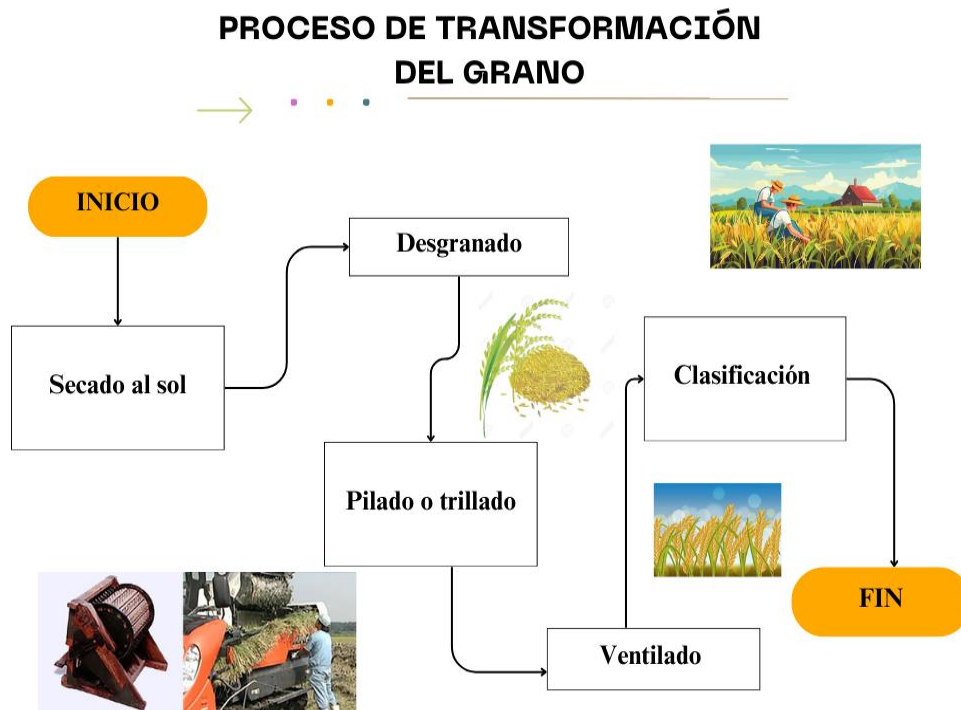 PROCESO DE TRANSFORMACIÓN
DEL GRANO
INICIO
Secado al sol
Desgranado
Pilado o trillado
Ventilado
Clasificación
FIN